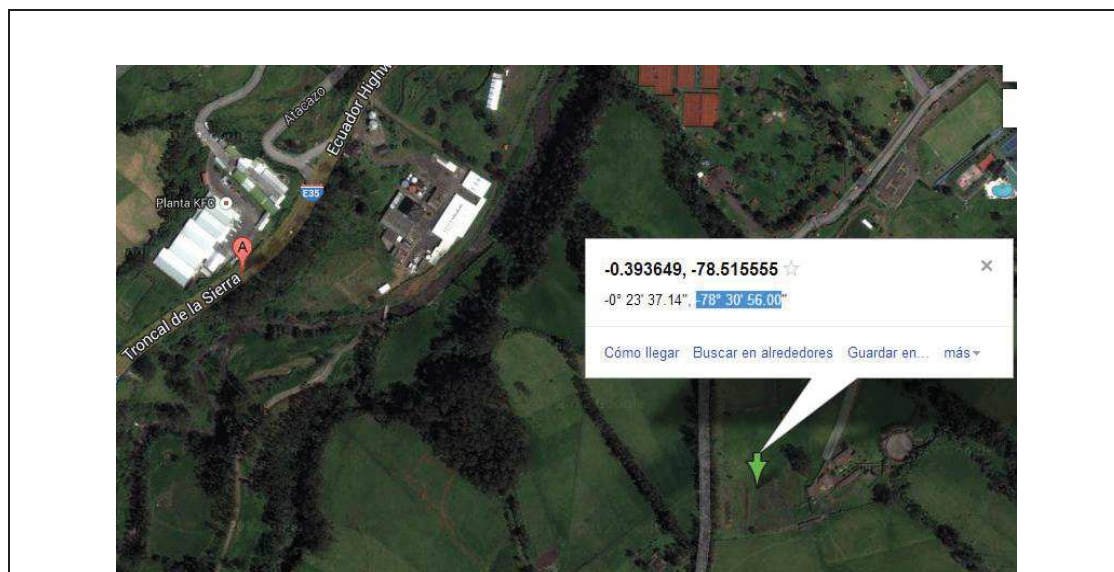 Atacazo
Ecuador Highw
E35
Planta KFC
A
Troncal de la Sierra
-0.393649, -78.515555
-0° 23' 37.14", -78° 30' 56.00"
Cómo llegar Buscar en alrededores Guardar en... más